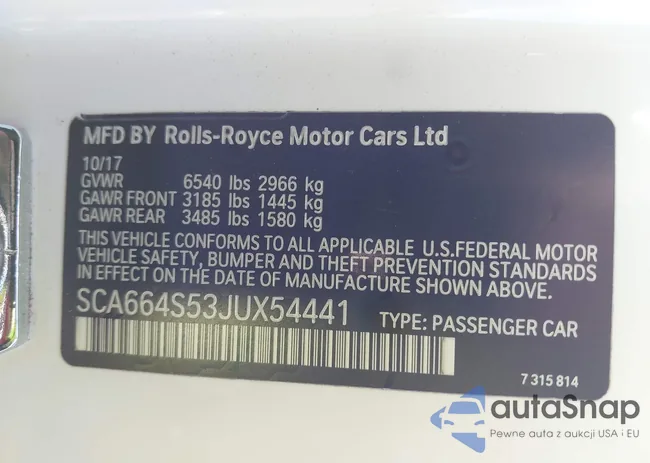 MFD BY Rolls-Royce Motor Cars Ltd
10/17
GVWR 6540 lbs 2966 kg
GAWR FRONT 3185 lbs 1445 kg
GAWR REAR 3485 lbs 1580 kg
THIS VEHICLE CONFORMS TO ALL APPLICABLE U.S.FEDERAL MOTOR
VEHICLE SAFETY, BUMPER AND THEFT PREVENTION STANDARDS
IN EFFECT ON THE DATE OF MANUFACTURE SHOWN ABOVE.
SCA664S53JUX54441 TYPE: PASSENGER CAR
7 315 814
autaSnap
Pewne auta z aukcji USA i EU